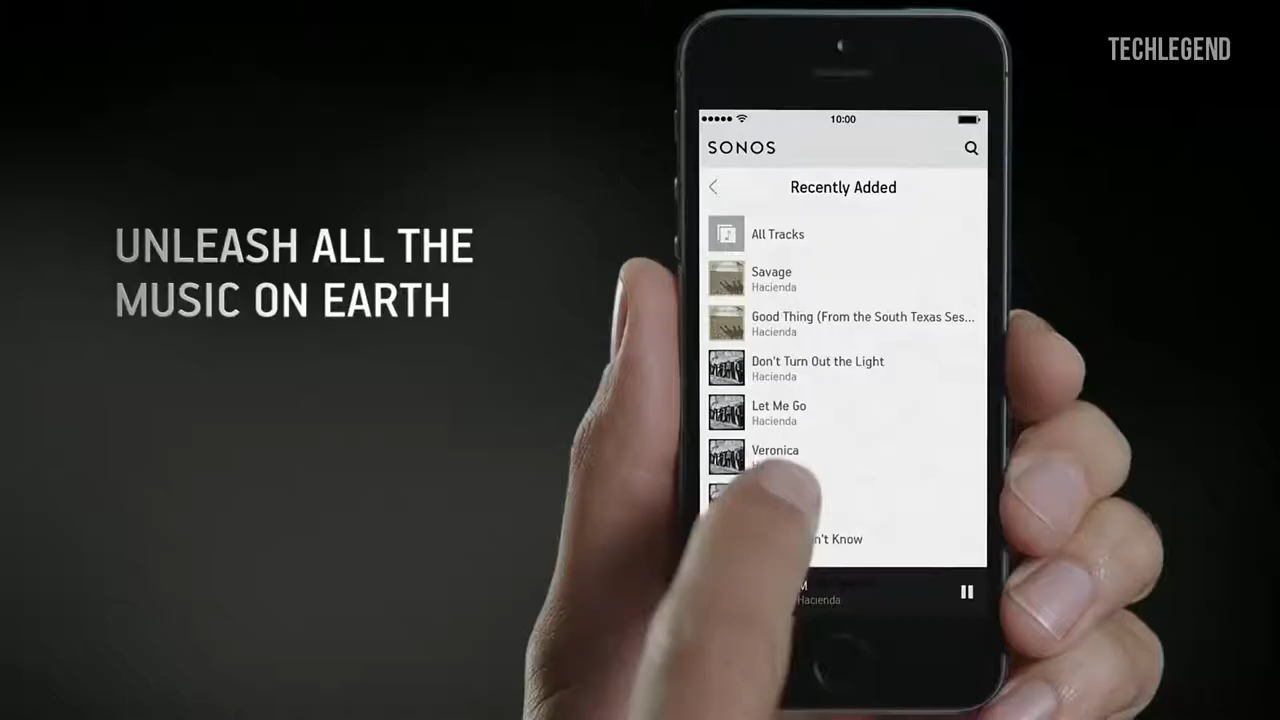 TECHLEGEND
UNLEASH ALL THE
MUSIC ON EARTH
10:00
SONOS
Recently Added
All Tracks
Savage
Hacienda
Good Thing (From the South Texas Ses...
Hacienda
Don't Turn Out the Light
Hacienda
Let Me Go
Hacienda
Veronica
Know
Hacienda